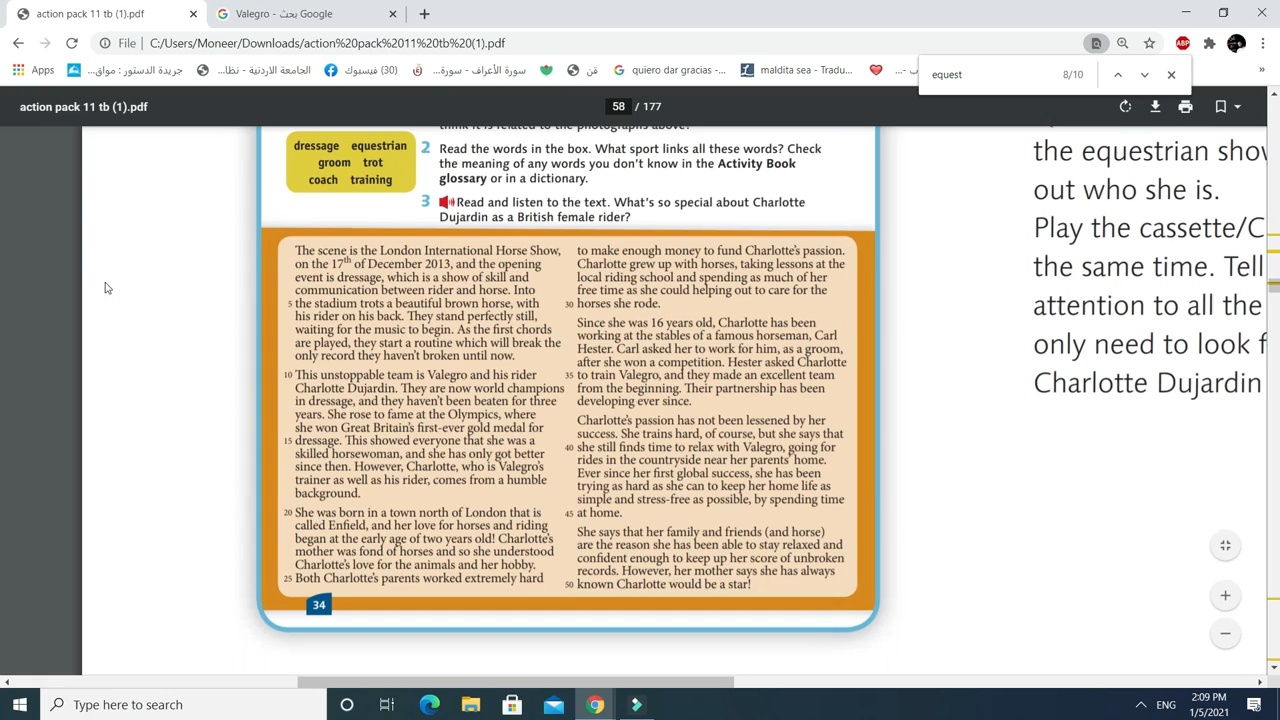 action pack 11 tb (1).pdf
Valegro - بحث Google
File C:/Users/Moneer/Downloads/action%20pack%2011%20tb%20(1).pdf
ABP
Apps
جريدة الدستور : مواق...
الجامعة الاردنية - نظا...
(30) فيسبوك
سورة الأعراف - سورة...
فن
quiero dar gracias -...
maldita sea - Tradu...
equest 8/10
action pack 11 tb (1).pdf
58 / 177
think it is related to the photographs above?
dressage equestrian
groom trot
coach training
2 Read the words in the box. What sport links all these words? Check
the meaning of any words you don't know in the Activity Book
glossary or in a dictionary.
3 Read and listen to the text. What's so special about Charlotte
Dujardin as a British female rider?
The scene is the London International Horse Show,
on the 17th of December 2013, and the opening
event is dressage, which is a show of skill and
communication between rider and horse. Into
5 the stadium trots a beautiful brown horse, with
his rider on his back. They stand perfectly still,
waiting for the music to begin. As the first chords
are played, they start a routine which will break the
only record they haven't broken until now.
10 This unstoppable team is Valegro and his rider
Charlotte Dujardin. They are now world champions
in dressage, and they haven't been beaten for three
years. She rose to fame at the Olympics, where
she won Great Britain's first-ever gold medal for
15 dressage. This showed everyone that she was a
skilled horsewoman, and she has only got better
since then. However, Charlotte, who is Valegro's
trainer as well as his rider, comes from a humble
background.
20 She was born in a town north of London that is
called Enfield, and her love for horses and riding
began at the early age of two years old! Charlotte's
mother was fond of horses and so she understood
Charlotte's love for the animals and her hobby.
25 Both Charlotte's parents worked extremely hard
to make enough money to fund Charlotte's passion.
Charlotte grew up with horses, taking lessons at the
local riding school and spending as much of her
free time as she could helping out to care for the
30 horses she rode.
Since she was 16 years old, Charlotte has been
working at the stables of a famous horseman, Carl
Hester. Carl asked her to work for him, as a groom,
after she won a competition. Hester asked Charlotte
35 to train Valegro, and they made an excellent team
from the beginning. Their partnership has been
developing ever since.
Charlotte's passion has not been lessened by her
success. She trains hard, of course, but she says that
40 she still finds time to relax with Valegro, going for
rides in the countryside near her parents' home.
Ever since her first global success, she has been
trying as hard as she can to keep her home life as
simple and stress-free as possible, by spending time
45 at home.
She says that her family and friends (and horse)
are the reason she has been able to stay relaxed and
confident enough to keep up her score of unbroken
records. However, her mother says she has always
50 known Charlotte would be a star!
34
the equestrian sho
out who she is.
Play the cassette/C
the same time. Tell
attention to all the
only need to look f
Charlotte Dujardin
Type here to search
ENG
2:09 PM
1/5/2021